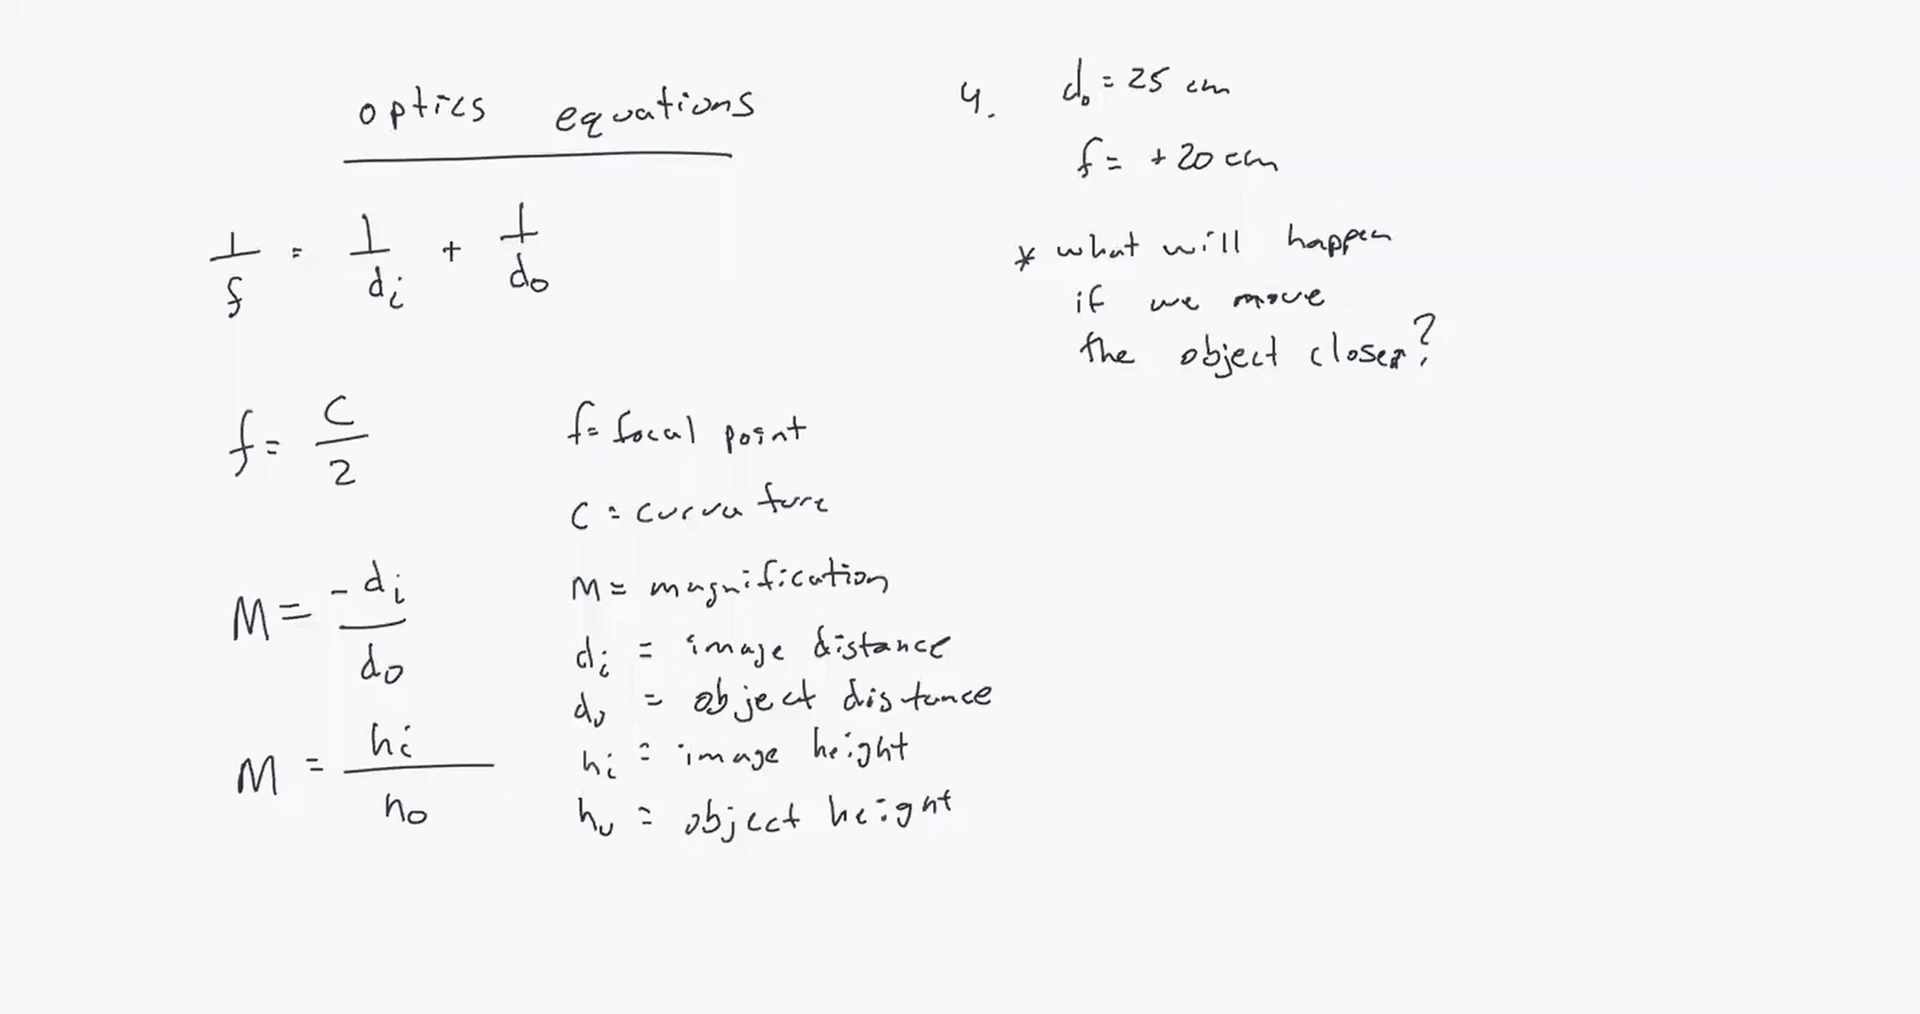 optics equations
1/f = 1/di + 1/do
f = C/2
M = -di/do
M = hi/ho
f = focal point
C = curvature
M = magnification
di = image distance
do = object distance
hi = image height
ho = object height
4. do = 25 cm
f = +20 cm
* what will happen
if we move
the object closer?